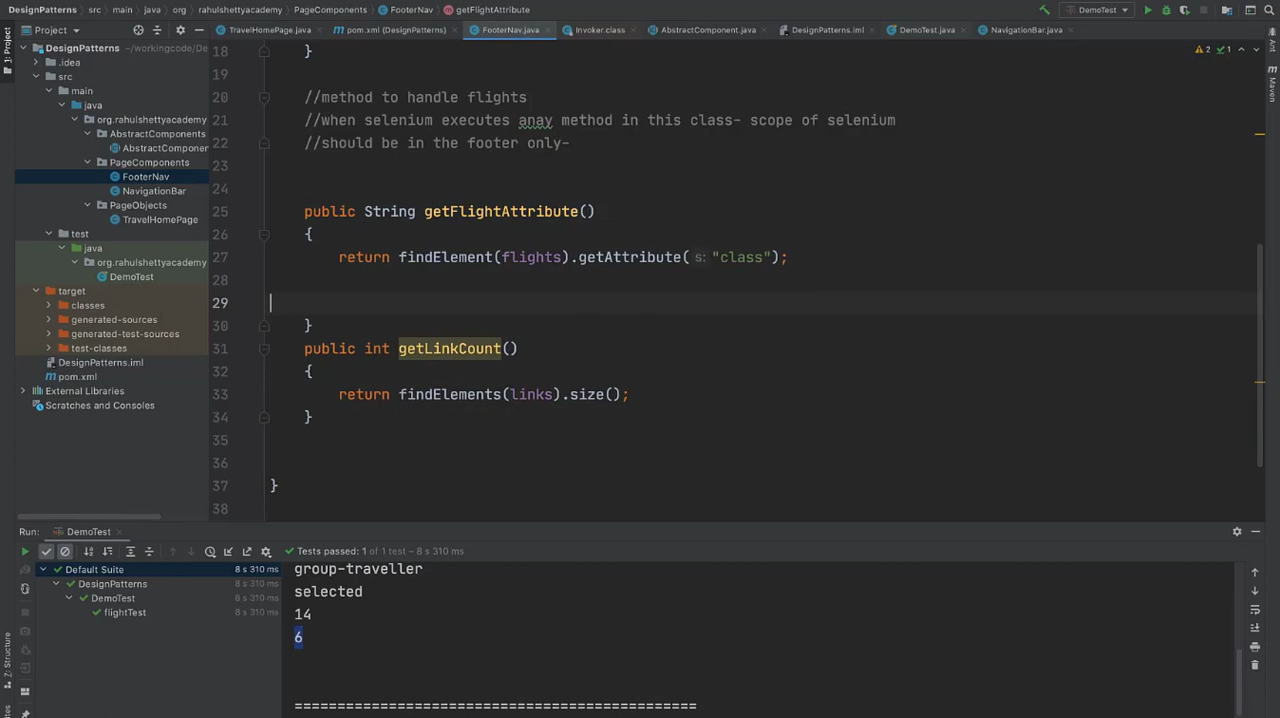 DesignPatterns › src › main › java › org › rahulshettyacademy › PageComponents › FooterNav › getFlightAttribute
DemoTest
Project
TravelHomePage.java
pom.xml (DesignPatterns)
FooterNav.java
Invoker.class
AbstractComponent.java
DesignPatterns.iml
DemoTest.java
NavigationBar.java
1: Project
Ant
Maven
DesignPatterns ~/workingcode/De
.idea
src
main
java
org.rahulshettyacademy
AbstractComponents
AbstractComponen
PageComponents
FooterNav
NavigationBar
PageObjects
TravelHomePage
test
java
org.rahulshettyacademy
DemoTest
target
classes
generated-sources
generated-test-sources
test-classes
DesignPatterns.iml
pom.xml
External Libraries
Scratches and Consoles
2 1
18 }
19
20 //method to handle flights
21 //when selenium executes anay method in this class- scope of selenium
22 //should be in the footer only-
23
24
25 public String getFlightAttribute()
26 {
27 return findElement(flights).getAttribute( s: "class");
28
29
30 }
31 public int getLinkCount()
32 {
33 return findElements(links).size();
34 }
35
36
37 }
38
Run: DemoTest
Tests passed: 1 of 1 test – 8 s 310 ms
Default Suite 8 s 310 ms
DesignPatterns 8 s 310 ms
DemoTest 8 s 310 ms
flightTest 8 s 310 ms
group-traveller
selected
14
6
===============================================
Z: Structure